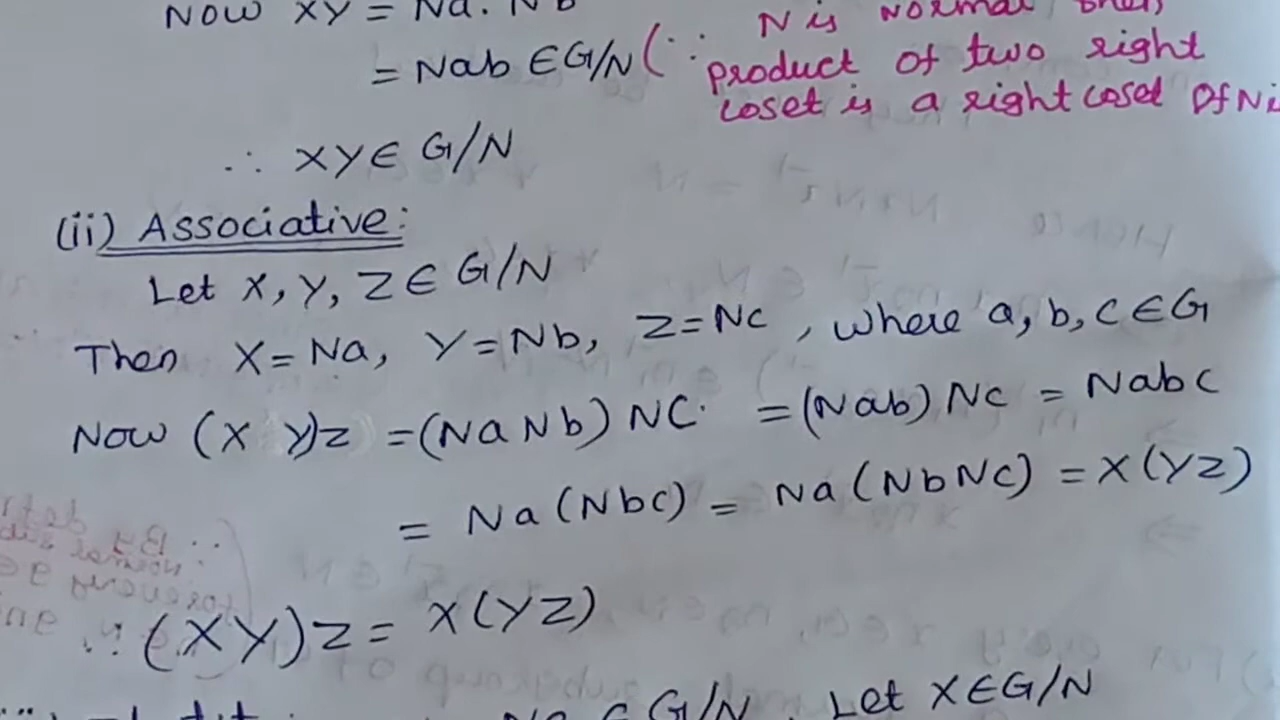 Now XY = Na. Nb
= Nab ∈ G/N (∵ N is normal, then
product of two right
coset is a right coset of N i
∴ XY ∈ G/N
(ii) Associative:
Let X, Y, Z ∈ G/N
Then X = Na, Y = Nb, Z = Nc , where a, b, c ∈ G
Now (X Y)Z = (Na Nb) NC. = (Nab) Nc = Nabc
= Na (Nbc) = Na (Nb Nc) = X (YZ)
∴ (XY)Z = X(YZ)
∈ G/N . Let X ∈ G/N